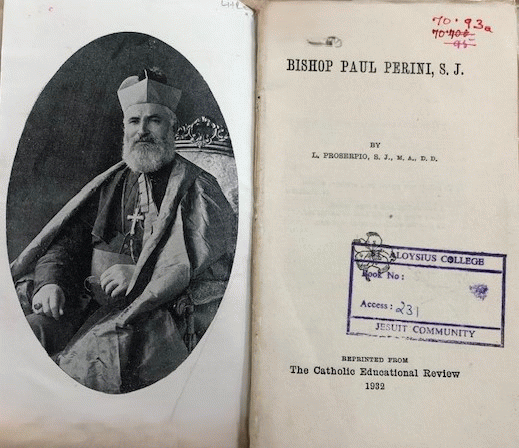 70.93a
BISHOP PAUL PERINI, S. J.
BY
L. PROSERPIO, S. J., M. A., D. D.
ALOYSIUS COLLEGE
Book No:
Access: 231
JESUIT COMMUNITY
REPRINTED FROM
The Catholic Educational Review
1932